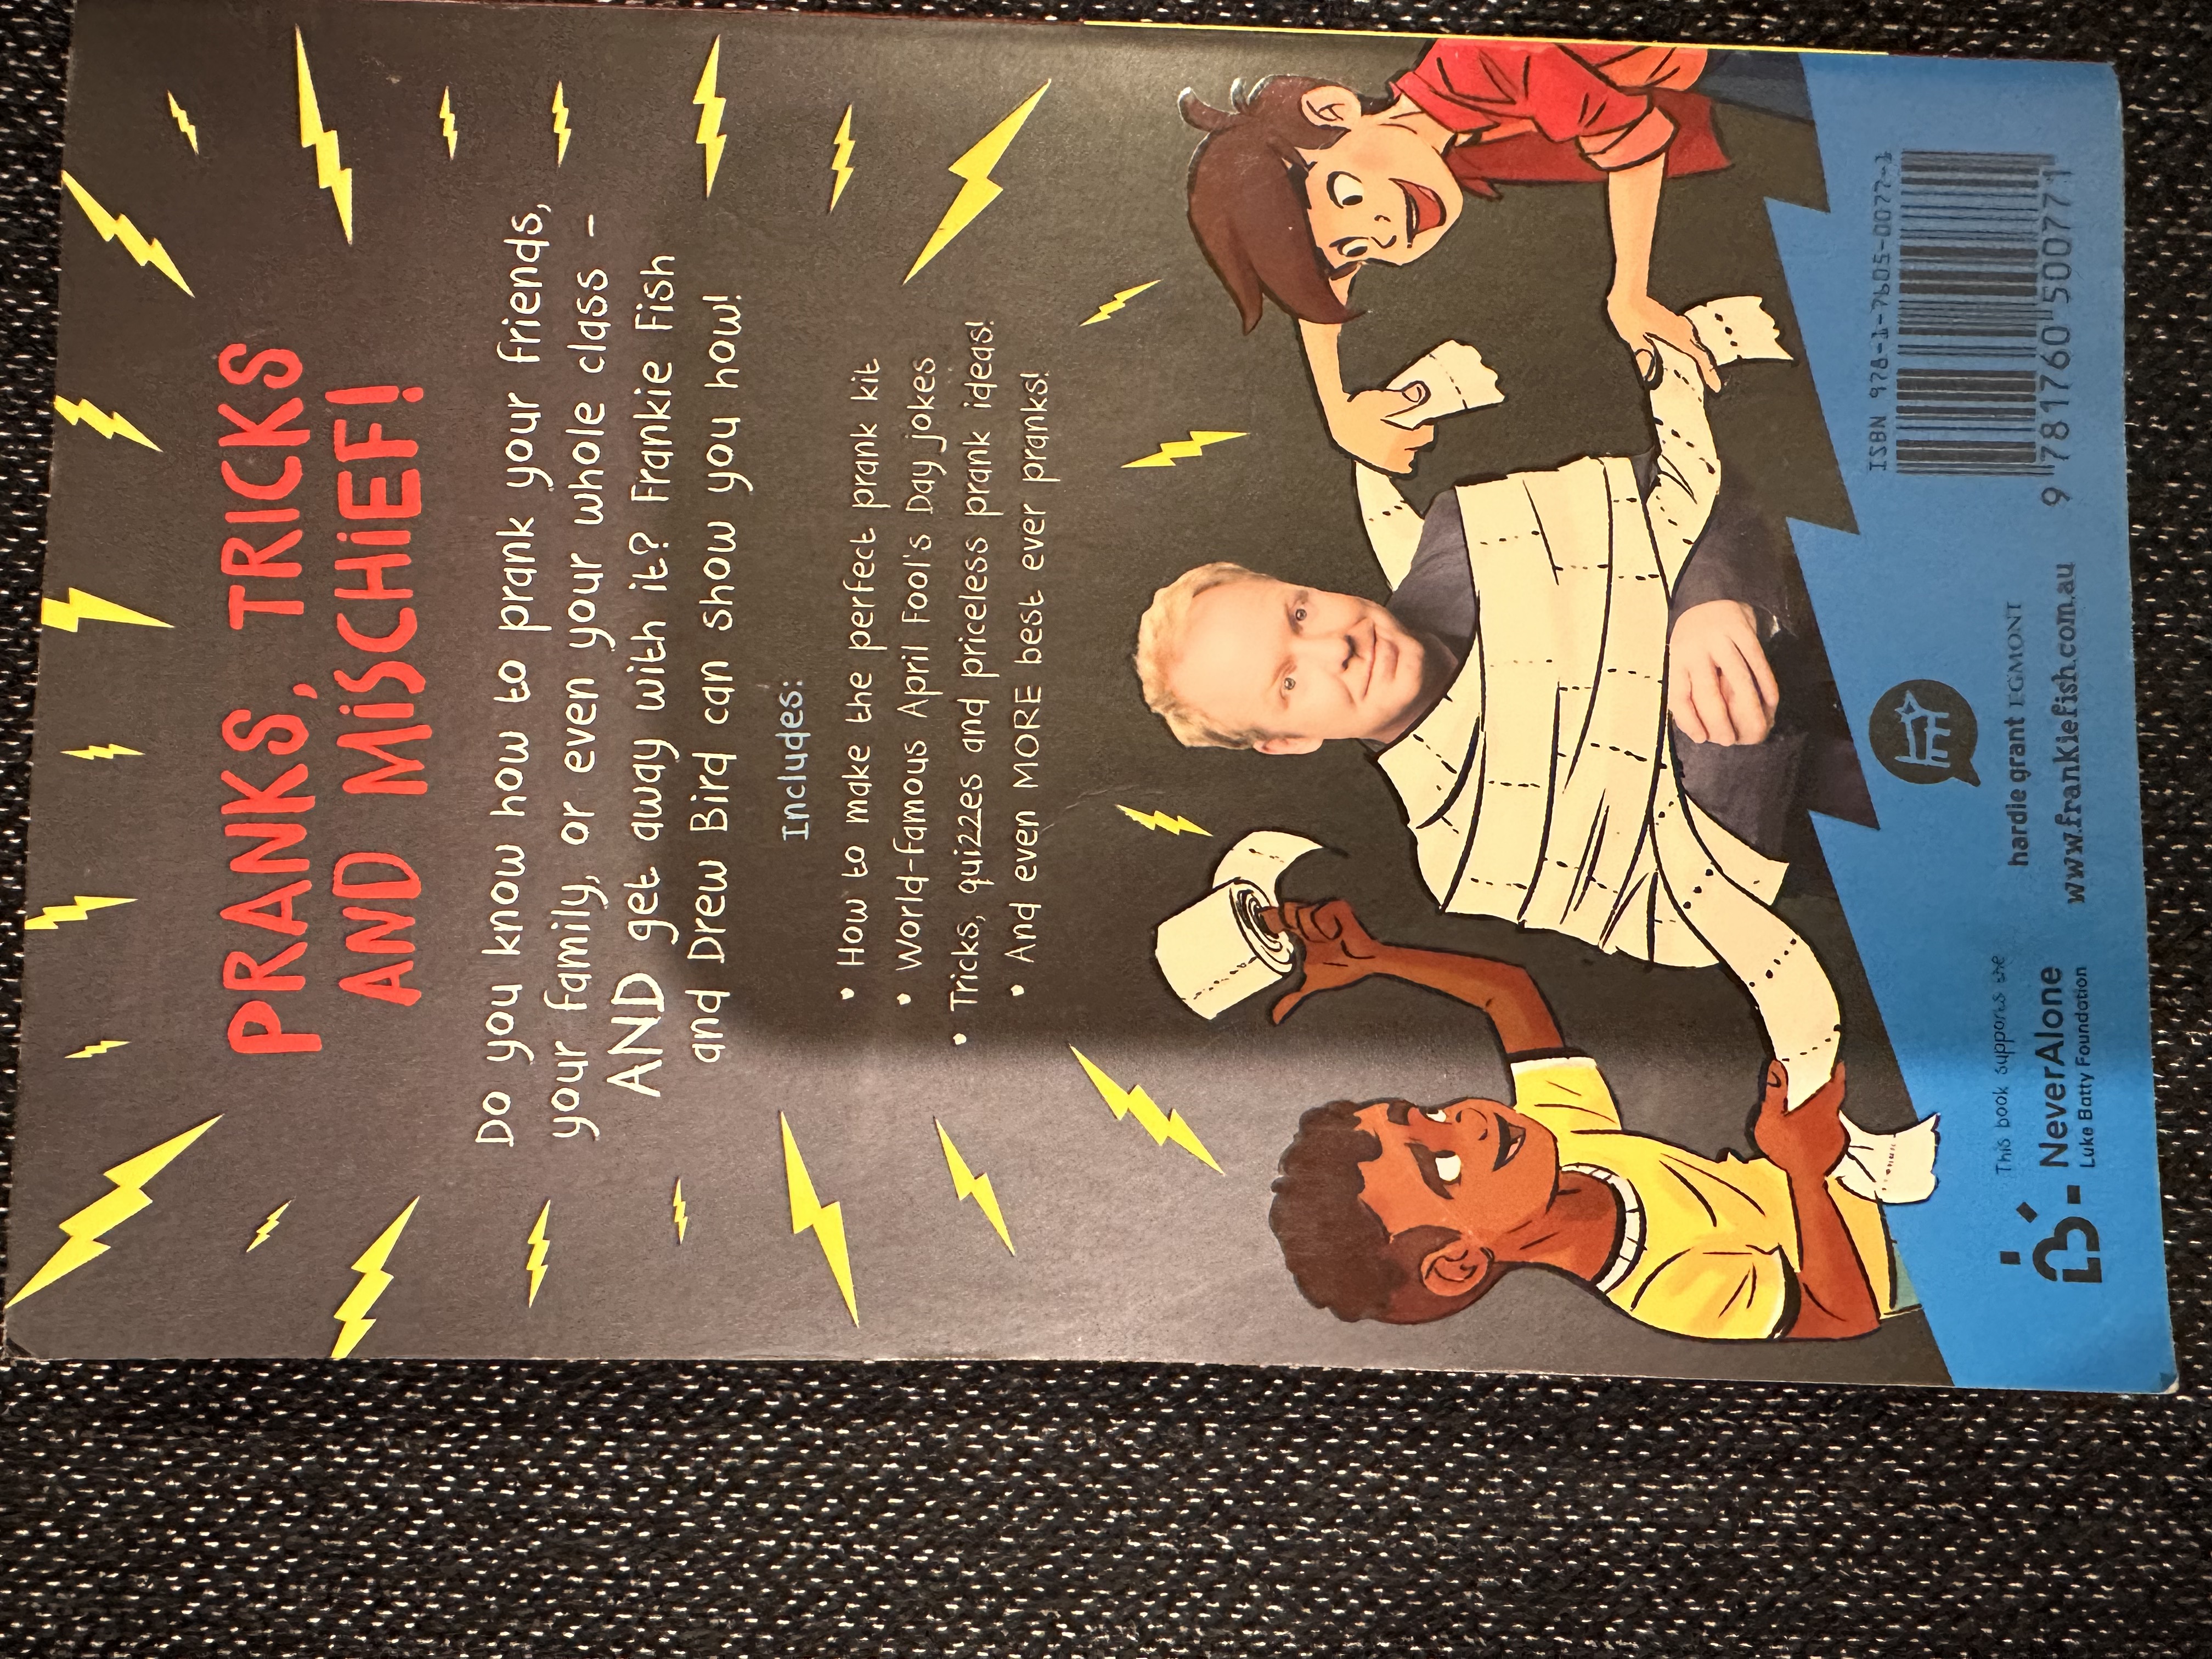 PRANKS, TRICKS
AND MiSCHiEF!
Do you know how to prank your friends,
your family, or even your whole class –
AND get away with it? Frankie Fish
and Drew Bird can show you how!
Includes:
• How to make the perfect prank kit
• World-famous April Fool's Day jokes
• Tricks, quizzes and priceless prank ideas!
• And even MORE best ever pranks!
This book supports the
NeverAlone
Luke Batty Foundation
hardie grant EGMONT
www.frankiefish.com.au
ISBN 978-1-7605-0077-1
9 781760 500771